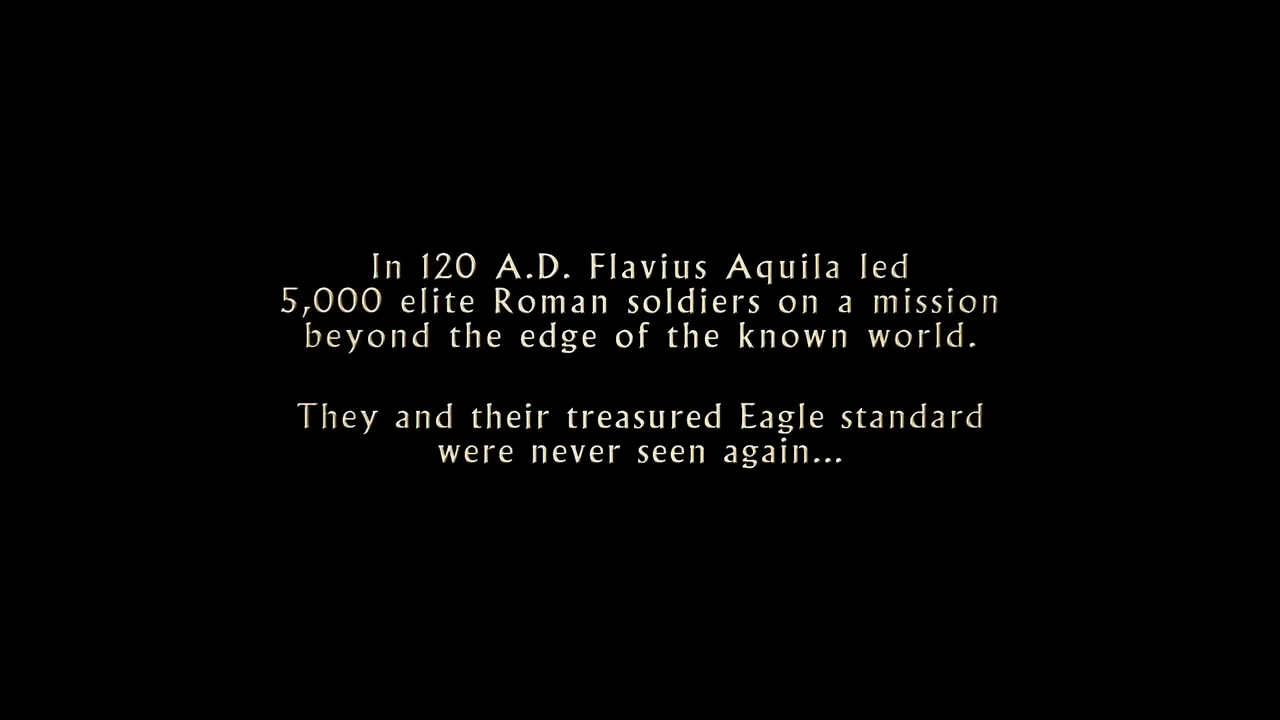 In 120 A.D. Flavius Aquila led
5,000 elite Roman soldiers on a mission
beyond the edge of the known world.
They and their treasured Eagle standard
were never seen again...